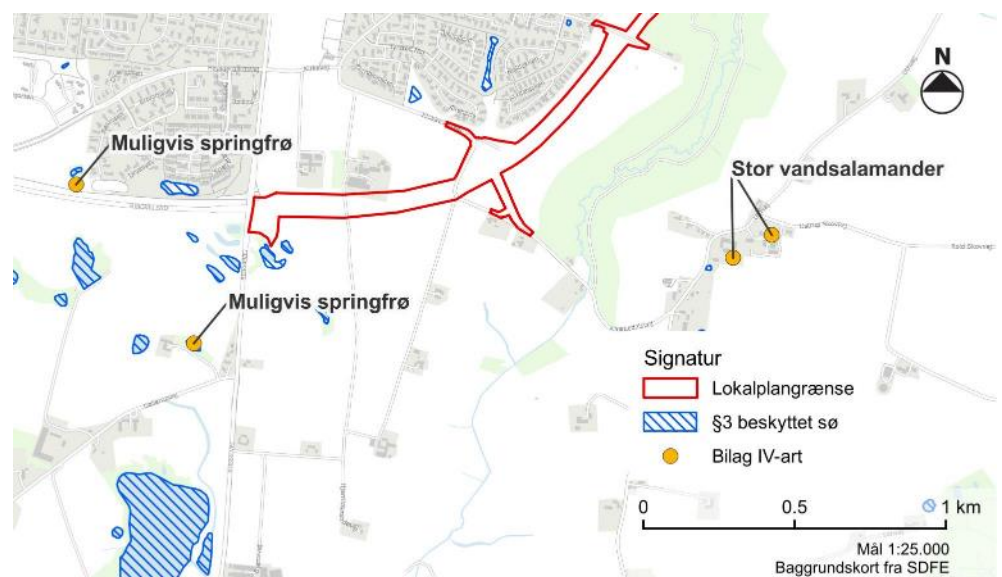 N
Muligvis springfrø
Stor vandsalamander
Muligvis springfrø
Signatur
Lokalplangrænse
§3 beskyttet sø
Bilag IV-art
0
0.5
1 km
Mål 1:25.000
Baggrundskort fra SDFE